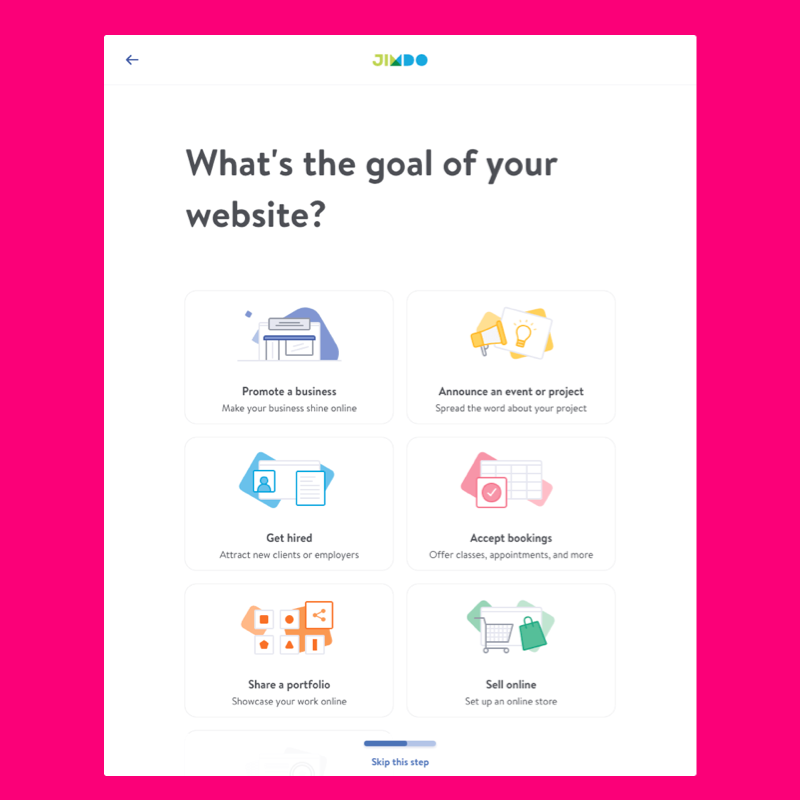 JIMDO
What's the goal of your
website?
Promote a business
Make your business shine online
Announce an event or project
Spread the word about your project
Get hired
Attract new clients or employers
Accept bookings
Offer classes, appointments, and more
Share a portfolio
Showcase your work online
Sell online
Set up an online store
Skip this step